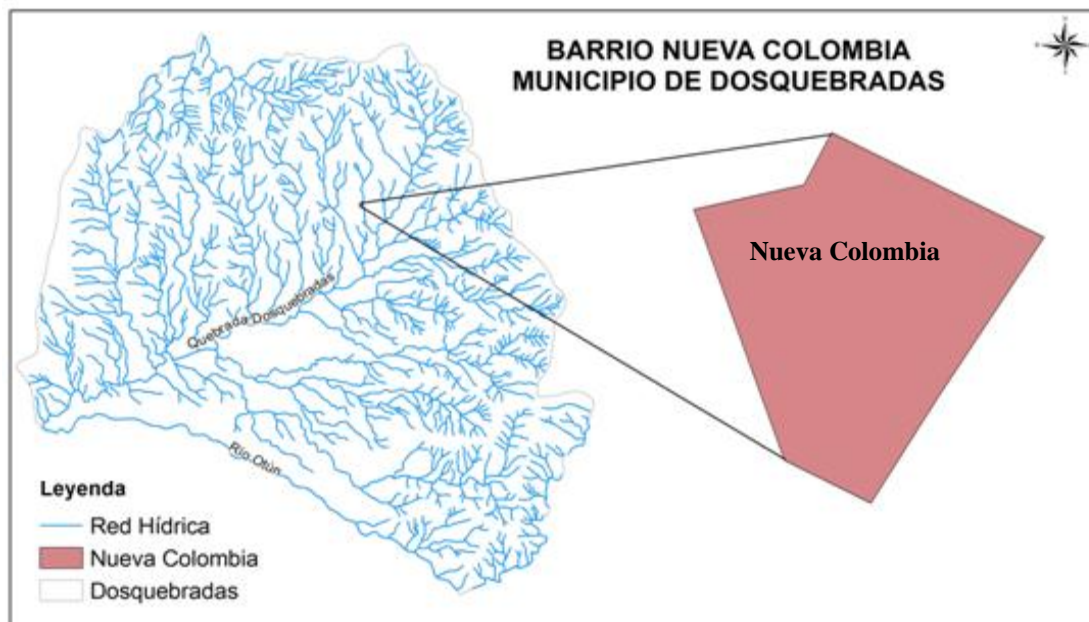 BARRIO NUEVA COLOMBIA
MUNICIPIO DE DOSQUEBRADAS
Nueva Colombia
Quebrada Dosquebradas
Río Otún
Leyenda
Red Hídrica
Nueva Colombia
Dosquebradas